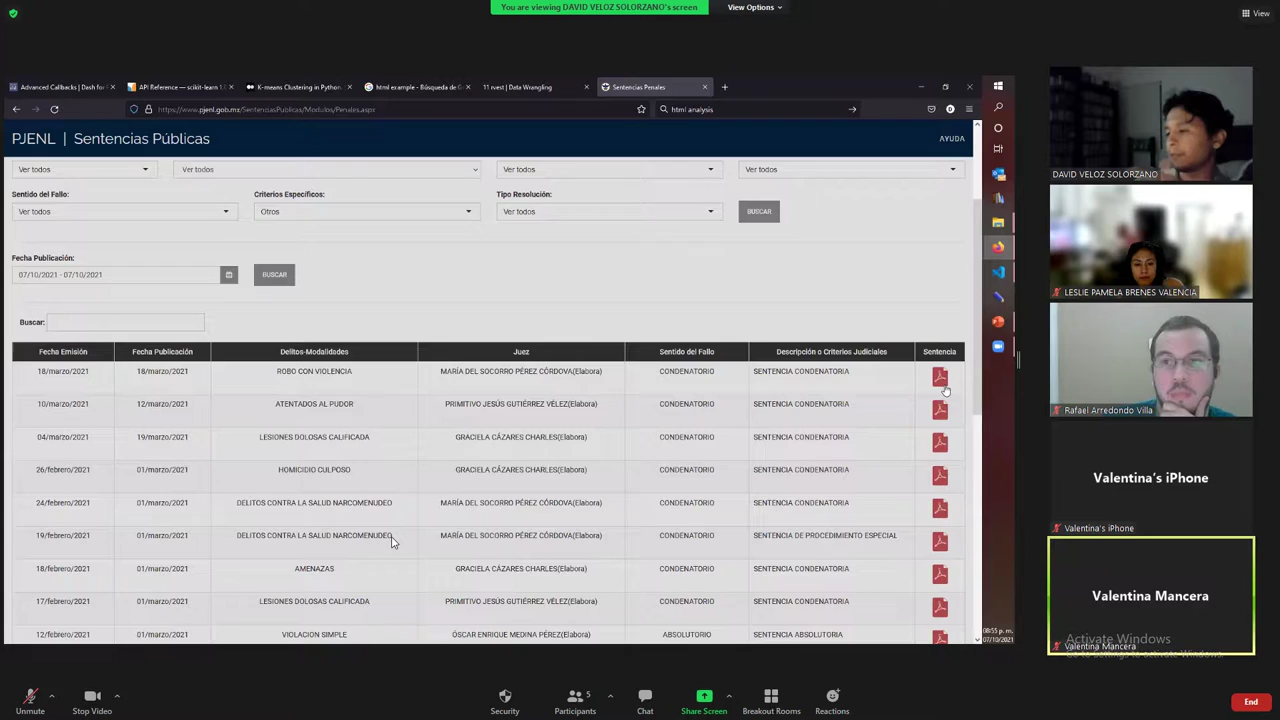 You are viewing DAVID VELOZ SOLORZANO's screen
View Options
View
Advanced Callbacks | Dash for
API Reference — scikit-learn 1.
K-means Clustering in Python
html example - Búsqueda de G
11 rvest | Data Wrangling
Sentencias Penales
https://www.pjenl.gob.mx/SentenciasPublicas/Modulos/Penales.aspx
html analysis
PJENL | Sentencias Públicas
AYUDA
Ver todos
Ver todos
Ver todos
Ver todos
Sentido del Fallo:
Criterios Específicos:
Tipo Resolución:
Ver todos
Otros
Ver todos
BUSCAR
Fecha Publicación:
07/10/2021 - 07/10/2021
BUSCAR
Buscar:
Fecha Emisión Fecha Publicación Delitos-Modalidades Juez Sentido del Fallo Descripción o Criterios Judiciales Sentencia
18/marzo/2021 18/marzo/2021 ROBO CON VIOLENCIA MARÍA DEL SOCORRO PÉREZ CÓRDOVA(Elabora) CONDENATORIO SENTENCIA CONDENATORIA
10/marzo/2021 12/marzo/2021 ATENTADOS AL PUDOR PRIMITIVO JESÚS GUTIÉRREZ VÉLEZ(Elabora) CONDENATORIO SENTENCIA CONDENATORIA
04/marzo/2021 19/marzo/2021 LESIONES DOLOSAS CALIFICADA GRACIELA CÁZARES CHARLES(Elabora) CONDENATORIO SENTENCIA CONDENATORIA
26/febrero/2021 01/marzo/2021 HOMICIDIO CULPOSO GRACIELA CÁZARES CHARLES(Elabora) CONDENATORIO SENTENCIA CONDENATORIA
24/febrero/2021 01/marzo/2021 DELITOS CONTRA LA SALUD NARCOMENUDEO MARÍA DEL SOCORRO PÉREZ CÓRDOVA(Elabora) CONDENATORIO SENTENCIA CONDENATORIA
19/febrero/2021 01/marzo/2021 DELITOS CONTRA LA SALUD NARCOMENUDEO MARÍA DEL SOCORRO PÉREZ CÓRDOVA(Elabora) CONDENATORIO SENTENCIA DE PROCEDIMIENTO ESPECIAL
18/febrero/2021 01/marzo/2021 AMENAZAS GRACIELA CÁZARES CHARLES(Elabora) CONDENATORIO SENTENCIA CONDENATORIA
17/febrero/2021 01/marzo/2021 LESIONES DOLOSAS CALIFICADA PRIMITIVO JESÚS GUTIÉRREZ VÉLEZ(Elabora) CONDENATORIO SENTENCIA CONDENATORIA
12/febrero/2021 01/marzo/2021 VIOLACION SIMPLE ÓSCAR ENRIQUE MEDINA PÉREZ(Elabora) ABSOLUTORIO SENTENCIA ABSOLUTORIA
08:55 p. m.
07/10/2021
DAVID VELOZ SOLORZANO
LESLIE PAMELA BRENES VALENCIA
Rafael Arredondo Villa
Valentina's iPhone
Valentina's iPhone
Valentina Mancera
Valentina Mancera
Activate Windows
Go to Settings to activate Windows.
Unmute
Stop Video
Security
Participants
5
Chat
Share Screen
Breakout Rooms
Reactions
End